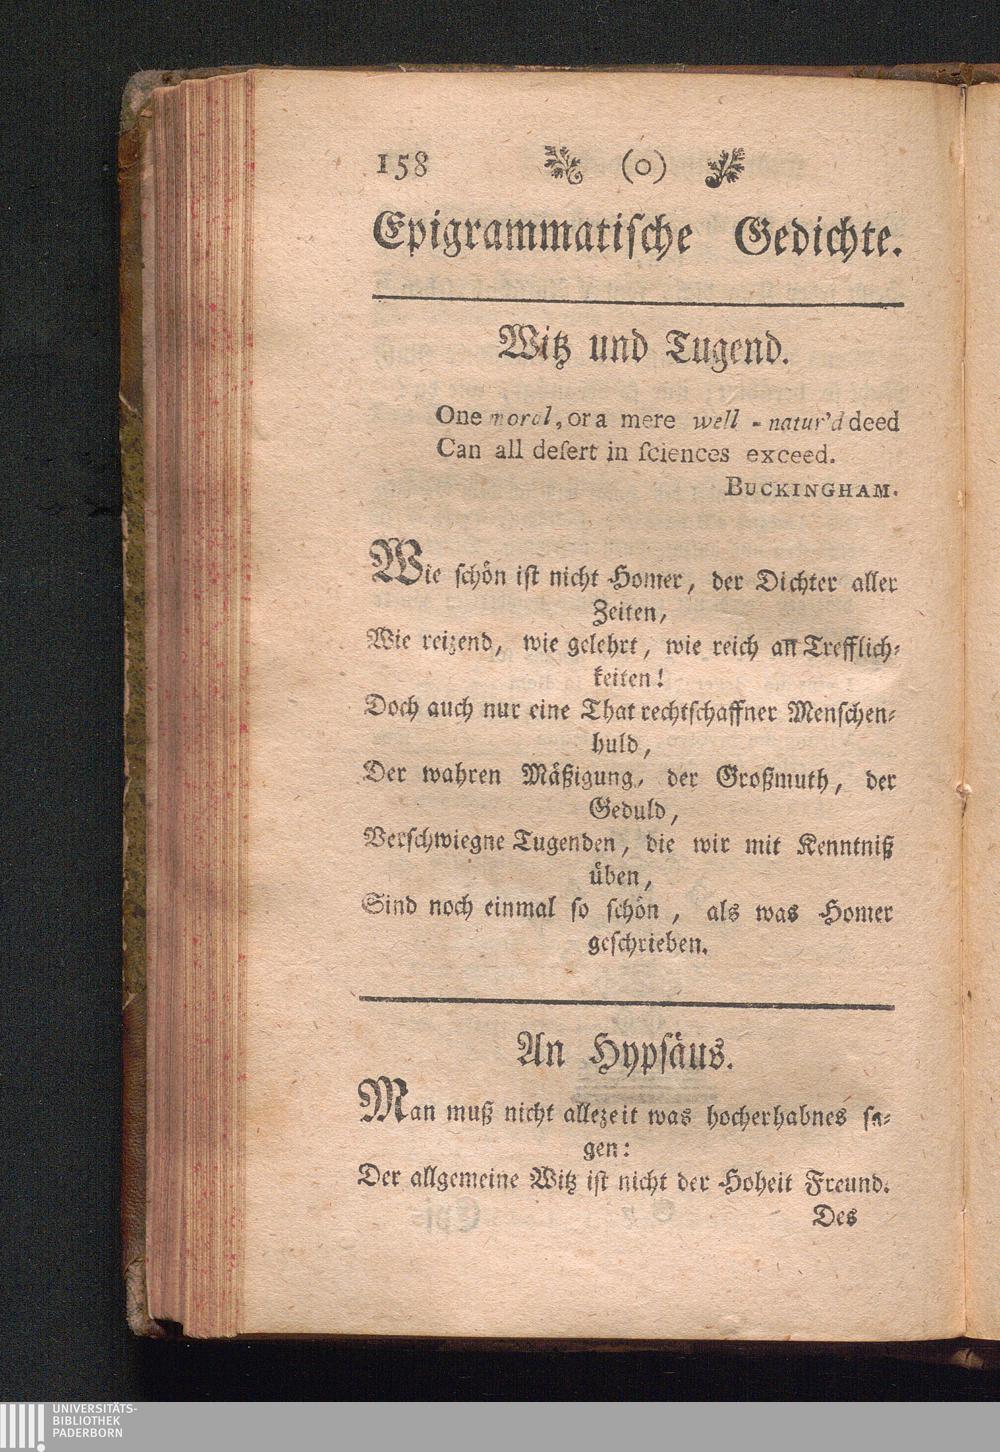 158 (o)
Epigrammatiſche Gedichte.
Witz und Tugend.
One moral, or a mere well-natur'd deed
Can all deſert in ſciences exceed.
BUCKINGHAM.
Wie ſchön iſt nicht Homer, der Dichter aller
Zeiten,
Wie reizend, wie gelehrt, wie reich an Trefflich-
keiten!
Doch auch nur eine That rechtſchaffner Menſchen-
huld,
Der wahren Mäßigung, der Großmuth, der
Geduld,
Verſchwiegne Tugenden, die wir mit Kenntniß
üben,
Sind noch einmal ſo ſchön, als was Homer
geſchrieben.
An Hypſäus.
Man muß nicht allezeit was hocherhabnes ſa-
gen:
Der allgemeine Witz iſt nicht der Hoheit Freund.
Des
UNIVERSITÄTS-
BIBLIOTHEK
PADERBORN